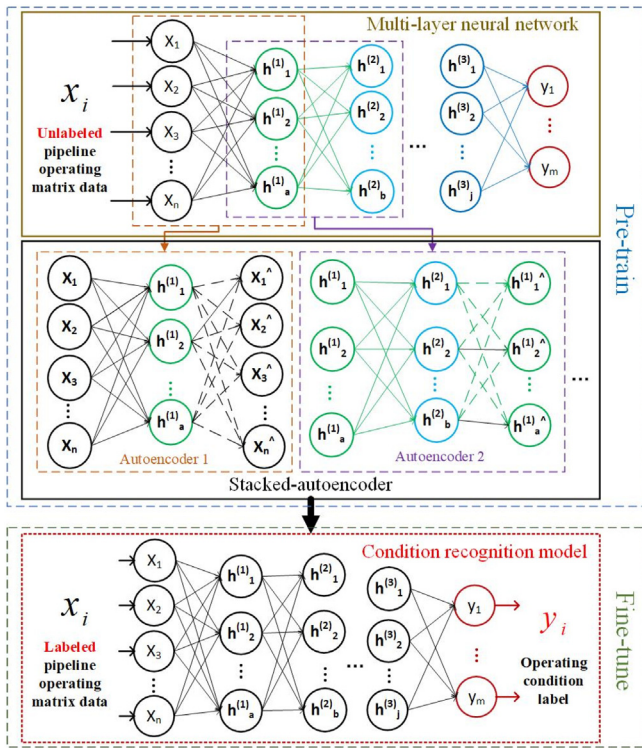 Multi-layer neural network
X1
X2
X3
Xn
h(1)1
h(1)2
h(1)a
h(2)1
h(2)2
h(2)b
...
h(3)1
h(3)2
h(3)j
y1
ym
xi
Unlabeled
pipeline
operating
matrix data
Pre-train
X1
X2
X3
Xn
h(1)1
h(1)2
h(1)a
X1^
X2^
X3^
Xn^
Autoencoder 1
h(1)1
h(1)2
h(1)a
h(2)1
h(2)2
h(2)b
h(1)1^
h(1)2^
h(1)a^
...
Autoencoder 2
Stacked-autoencoder
Condition recognition model
xi
Labeled
pipeline
operating
matrix data
X1
X2
X3
Xn
h(1)1
h(1)2
h(1)a
h(2)1
h(2)2
h(2)b
...
h(3)1
h(3)2
h(3)j
y1
ym
yi
Operating
condition
label
Fine-tune